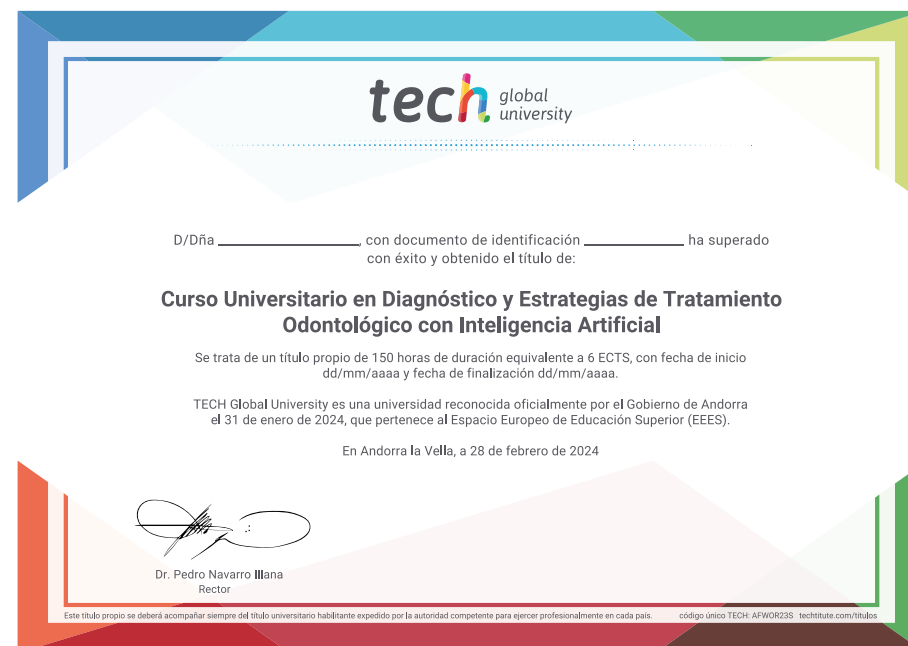 tech global university
D/Dña ____________________, con documento de identificación ______________ ha superado
con éxito y obtenido el título de:
Curso Universitario en Diagnóstico y Estrategias de Tratamiento
Odontológico con Inteligencia Artificial
Se trata de un título propio de 150 horas de duración equivalente a 6 ECTS, con fecha de inicio
dd/mm/aaaa y fecha de finalización dd/mm/aaaa.
TECH Global University es una universidad reconocida oficialmente por el Gobierno de Andorra
el 31 de enero de 2024, que pertenece al Espacio Europeo de Educación Superior (EEES).
En Andorra la Vella, a 28 de febrero de 2024
Dr. Pedro Navarro Illana
Rector
Este título propio se deberá acompañar siempre del título universitario habilitante expedido por la autoridad competente para ejercer profesionalmente en cada país. código único TECH: AFWOR23S techtitute.com/titulos